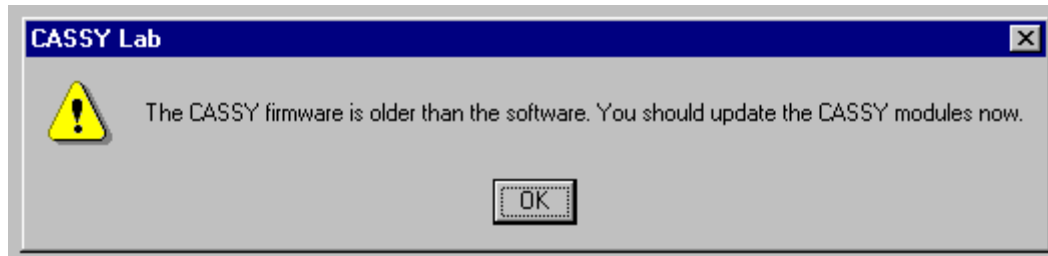 CASSY Lab
The CASSY firmware is older than the software. You should update the CASSY modules now.
OK